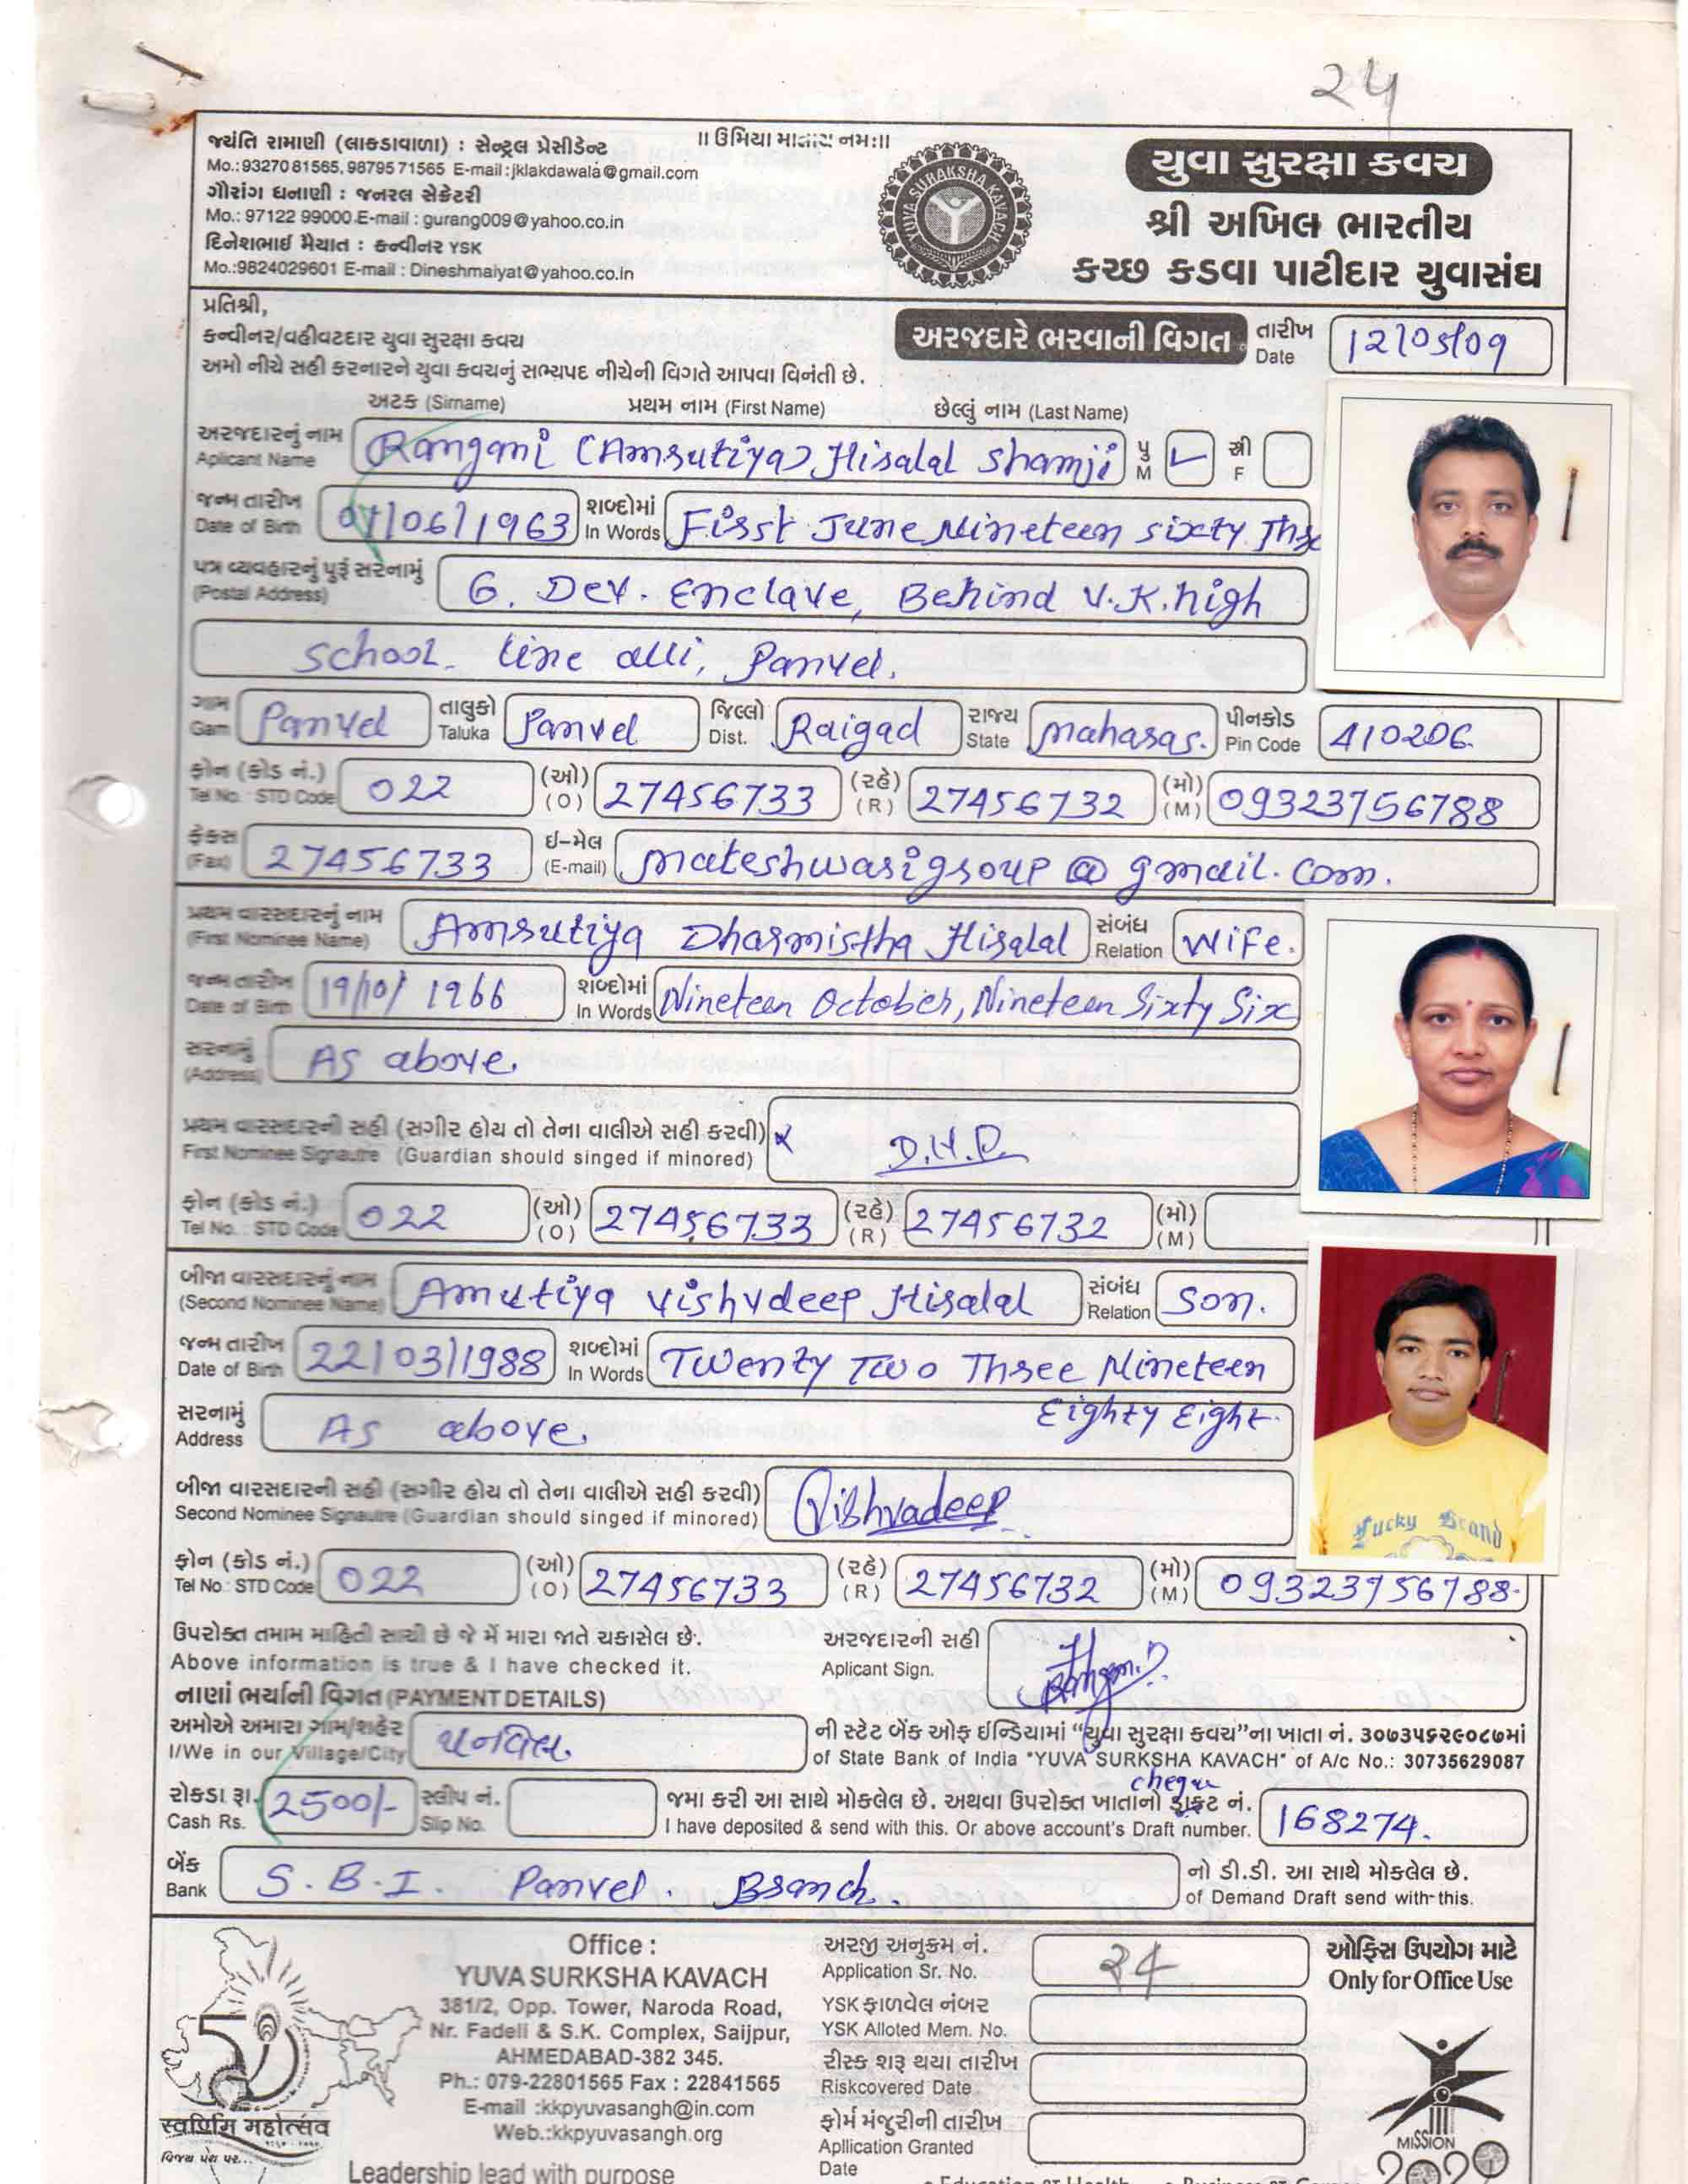 24
જયંતિ રામાણી (લાકડાવાળા) : સેન્ટ્રલ પ્રેસીડેન્ટ
Mo.:93270 81565, 98795 71565 E-mail : jklakdawala@gmail.com
ગૌરાંગ ધનાણી : જનરલ સેક્રેટરી
Mo.: 97122 99000 E-mail : gurang009@yahoo.co.in
દિનેશભાઈ મૈયાત : કન્વીનર YSK
Mo.:9824029601 E-mail : Dineshmaiyat@yahoo.co.in
॥ ઉમિયા માતાય નમઃ॥
YUVA SURAKSHA KAVACH
યુવા સુરક્ષા કવચ
શ્રી અખિલ ભારતીય
કચ્છ કડવા પાટીદાર યુવાસંઘ
પ્રતિશ્રી,
કન્વીનર/વહીવટદાર યુવા સુરક્ષા કવચ
અમો નીચે સહી કરનારને યુવા કવચનું સભ્યપદ નીચેની વિગતે આપવા વિનંતી છે.
અરજદારે ભરવાની વિગત તારીખ Date 12/05/09
અટક (Sirname) પ્રથમ નામ (First Name) છેલ્લું નામ (Last Name)
અરજદારનું નામ Aplicant Name Rangani (Amrutiya) Hiralal Shamji પુ M ✓ સ્ત્રી F
જન્મ તારીખ Date of Birth 01/06/1963 શબ્દોમાં In Words First June Nineteen sixty Thr
પત્ર વ્યવહારનું પુરૂં સરનામું (Postal Address) 6. Dev. Enclave, Behind V.K. high
school. line alli, Panvel.
ગામ Gam Panvel તાલુકો Taluka Panvel જિલ્લો Dist. Raigad રાજ્ય State Maharas. પીનકોડ Pin Code 410206
ફોન (કોડ નં.) Tel No. STD Code 022 (ઓ) (O) 27456733 (રહે) (R) 27456732 (મો) (M) 09323756788
ફેકસ (Fax) 27456733 ઈ-મેલ (E-mail) mateshwarigroup @ gmail. com.
પ્રથમ વારસદારનું નામ (First Nominee Name) Amrutiya Dharmistha Hiralal સંબંધ Relation Wife.
જન્મ તારીખ Date of Birth 19/10/1966 શબ્દોમાં In Words Nineteen October, Nineteen Sixty Six
સરનામું (Address) As above.
પ્રથમ વારસદારની સહી (સગીર હોય તો તેના વાલીએ સહી કરવી)
First Nominee Signautre (Guardian should singed if minored)
ફોન (કોડ નં.) Tel No. : STD Code 022 (ઓ) (O) 27456733 (રહે) (R) 27456732 (મો) (M)
બીજા વારસદારનું નામ (Second Nominee Name) Amutiya Vishvdeep Hiralal સંબંધ Relation Son.
જન્મ તારીખ Date of Birth 22/03/1988 શબ્દોમાં In Words Twenty Two Three Nineteen
Eighty Eight.
સરનામું Address As above.
બીજા વારસદારની સહી (સગીર હોય તો તેના વાલીએ સહી કરવી)
Second Nominee Signautre (Guardian should singed if minored) Vishvadeep
Lucky Brand
ફોન (કોડ નં.) Tel No : STD Code 022 (ઓ) (O) 27456733 (રહે) (R) 27456732 (મો) (M) 09323756788.
ઉપરોક્ત તમામ માહિતી સાચી છે જે મેં મારા જાતે ચકાસેલ છે.
Above information is true & I have checked it.
અરજદારની સહી
Aplicant Sign.
નાણાં ભર્યાની વિગત (PAYMENT DETAILS)
અમોએ અમારા ગામ/શહેર પનવેલ ની સ્ટેટ બેંક ઓફ ઈન્ડિયામાં “યુવા સુરક્ષા કવચ”ના ખાતા નં. ૩૦૭૩૫૬૨૯૦૮૭માં
I/We in our Village/City of State Bank of India "YUVA SURKSHA KAVACH" of A/c No.: 30735629087
રોકડા રૂા. 2500/- સ્લીપ નં. જમા કરી આ સાથે મોકલેલ છે. અથવા ઉપરોક્ત ખાતાનો ડ્રાફ્ટ નં. 168274.
Cash Rs. Slip No. I have deposited & send with this. Or above account's Draft number.
બેંક Bank S.B.I. Panvel. Branch. નો ડી.ડી. આ સાથે મોકલેલ છે.
of Demand Draft send with this.
સ્વર્ણિમ મહોત્સવ
Office :
YUVA SURKSHA KAVACH
381/2, Opp. Tower, Naroda Road,
Nr. Fadeli & S.K. Complex, Saijpur,
AHMEDABAD-382 345.
Ph.: 079-22801565 Fax : 22841565
E-mail :kkpyuvasangh@in.com
Web.:kkpyuvasangh.org
Leadership lead with purpose
અરજી અનુક્રમ નં.
Application Sr. No. 24
YSK ફાળવેલ નંબર
YSK Alloted Mem. No.
રીસ્ક શરૂ થયા તારીખ
Riskcovered Date
ફોર્મ મંજુરીની તારીખ
Apllication Granted
Date
ઓફિસ ઉપયોગ માટે
Only for Office Use
MISSION
2020